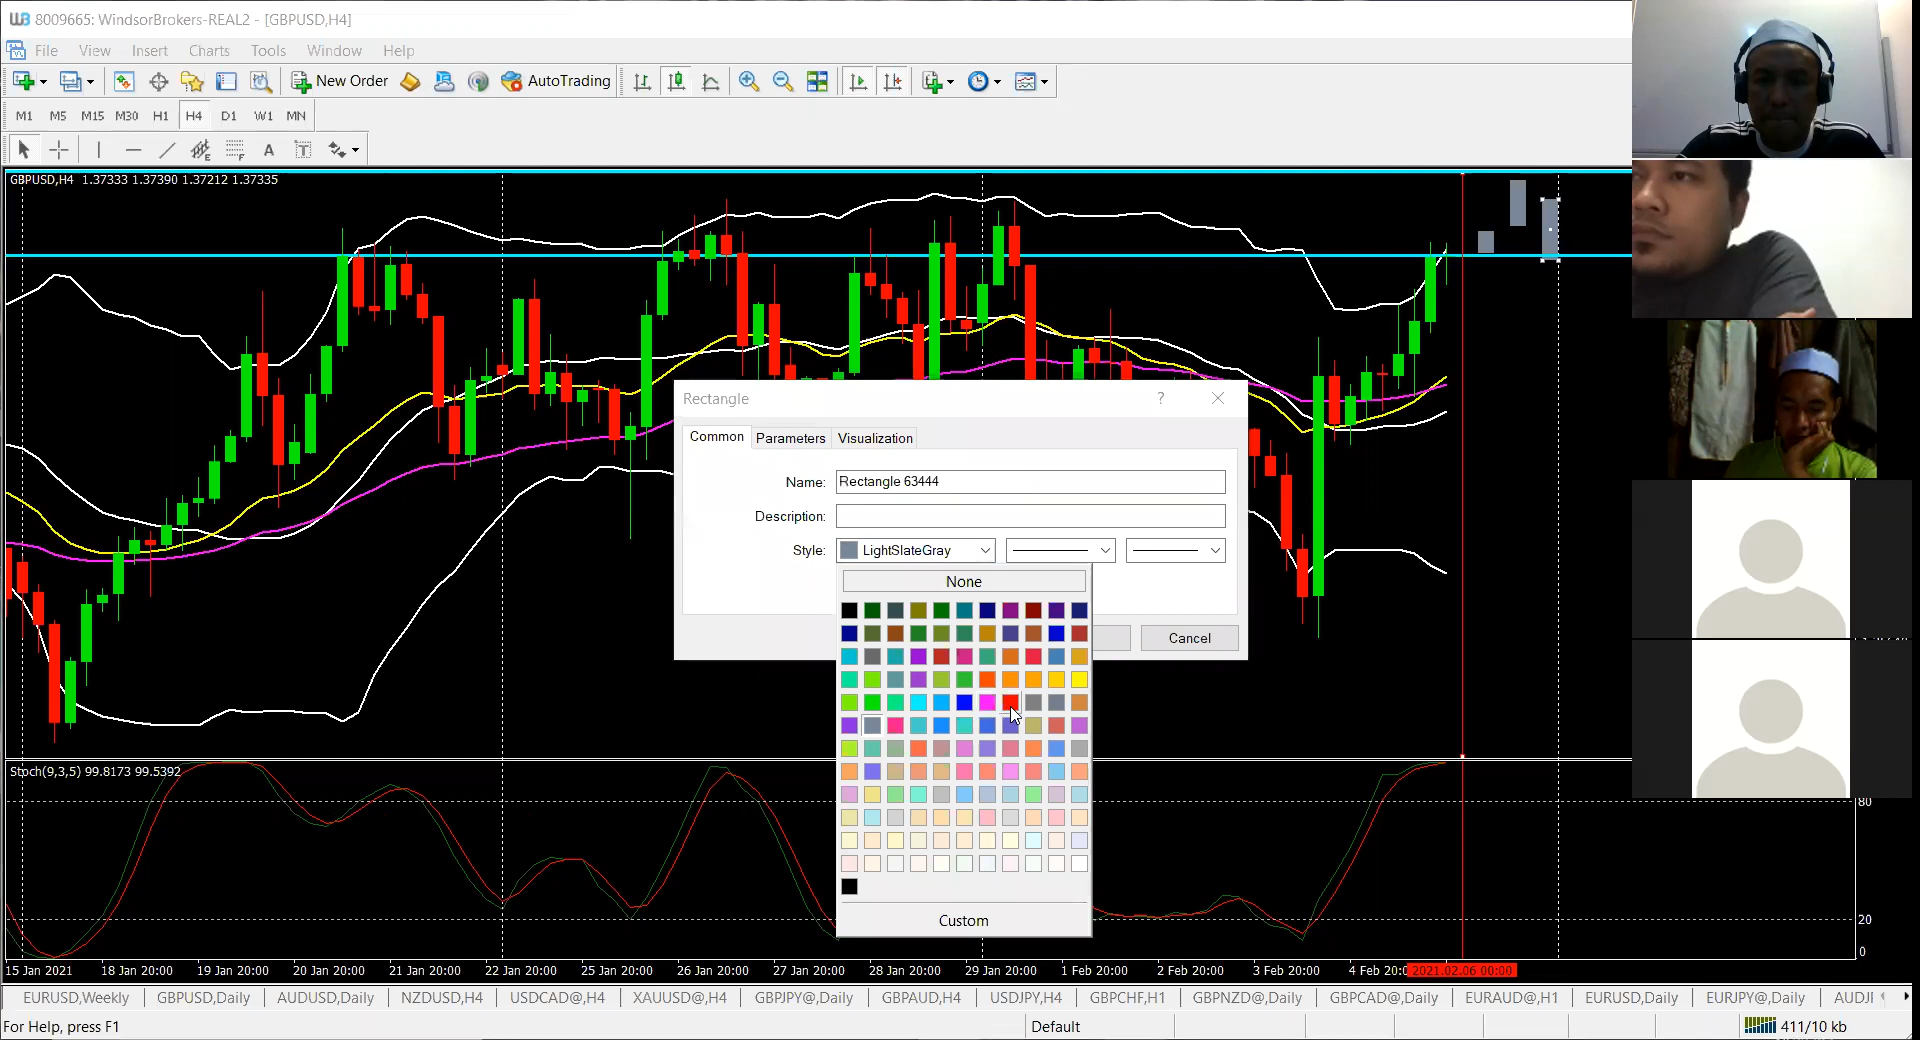 8009665: WindsorBrokers-REAL2 - [GBPUSD,H4]
File View Insert Charts Tools Window Help
New Order AutoTrading
M1 M5 M15 M30 H1 H4 D1 W1 MN
A
GBPUSD,H4 1.37333 1.37390 1.37212 1.37335
Rectangle ?
Common Parameters Visualization
Name: Rectangle 63444
Description:
Style: LightSlateGray
None
Cancel
Custom
Stoch(9,3,5) 99.8173 99.5392
80
20
0
15 Jan 2021 18 Jan 20:00 19 Jan 20:00 20 Jan 20:00 21 Jan 20:00 22 Jan 20:00 25 Jan 20:00 26 Jan 20:00 27 Jan 20:00 28 Jan 20:00 29 Jan 20:00 1 Feb 20:00 2 Feb 20:00 3 Feb 20:00 4 Feb 20:0 2021.02.06 00:00
EURUSD,Weekly GBPUSD,Daily AUDUSD,Daily NZDUSD,H4 USDCAD@,H4 XAUUSD@,H4 GBPJPY@,Daily GBPAUD,H4 USDJPY,H4 GBPCHF,H1 GBPNZD@,Daily GBPCAD@,Daily EURAUD@,H1 EURUSD,Daily EURJPY@,Daily
For Help, press F1 Default 411/10 kb